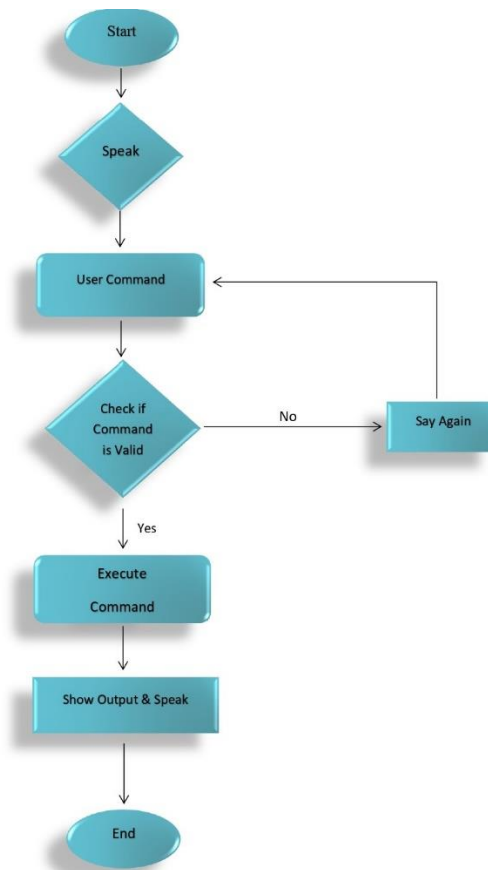 Start
Speak
User Command
Check if
Command
is Valid
No
Say Again
Yes
Execute
Command
Show Output & Speak
End